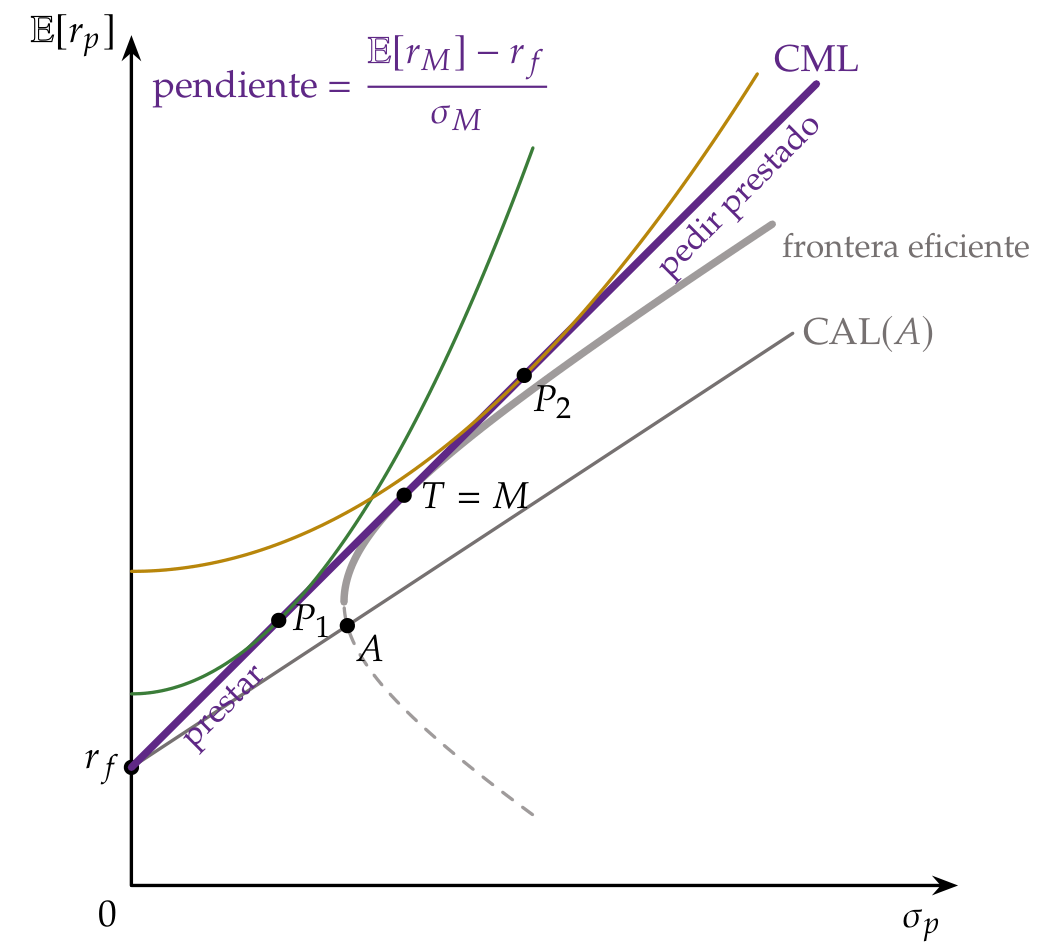 𝔼[r_p]
pendiente = (𝔼[r_M] − r_f) / σ_M
CML
pedir prestado
frontera eficiente
CAL(A)
P_2
T = M
P_1
A
prestar
r_f
0
σ_p